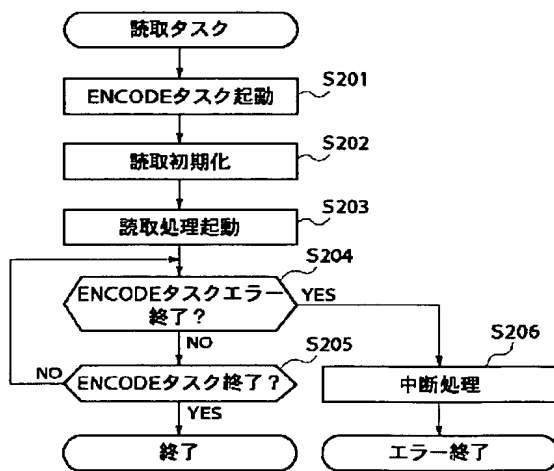 読取タスク
S201
ENCODEタスク起動
S202
読取初期化
S203
読取処理起動
S204
ENCODEタスクエラー
終了？
YES
NO
S205
S206
NO
ENCODEタスク終了？
中断処理
YES
終了
エラー終了